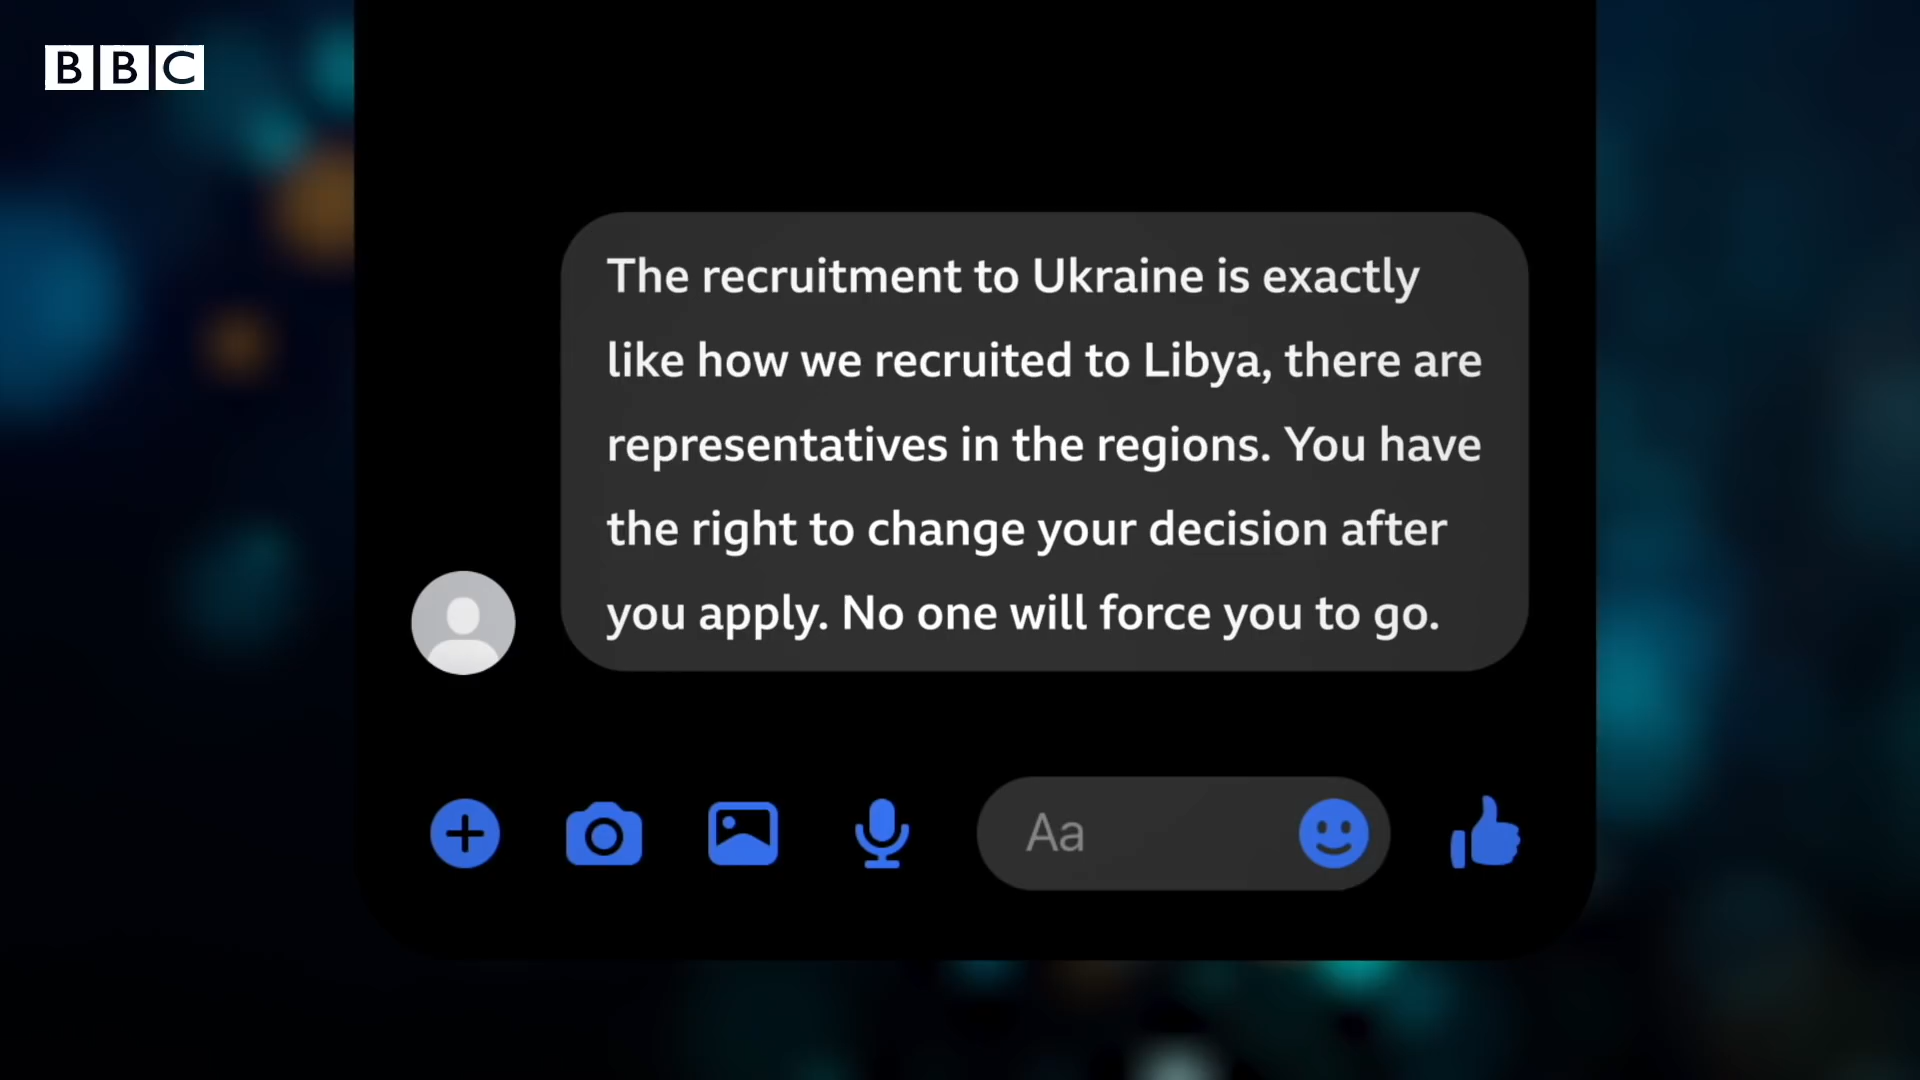 BBC
The recruitment to Ukraine is exactly
like how we recruited to Libya, there are
representatives in the regions. You have
the right to change your decision after
you apply. No one will force you to go.
Aa